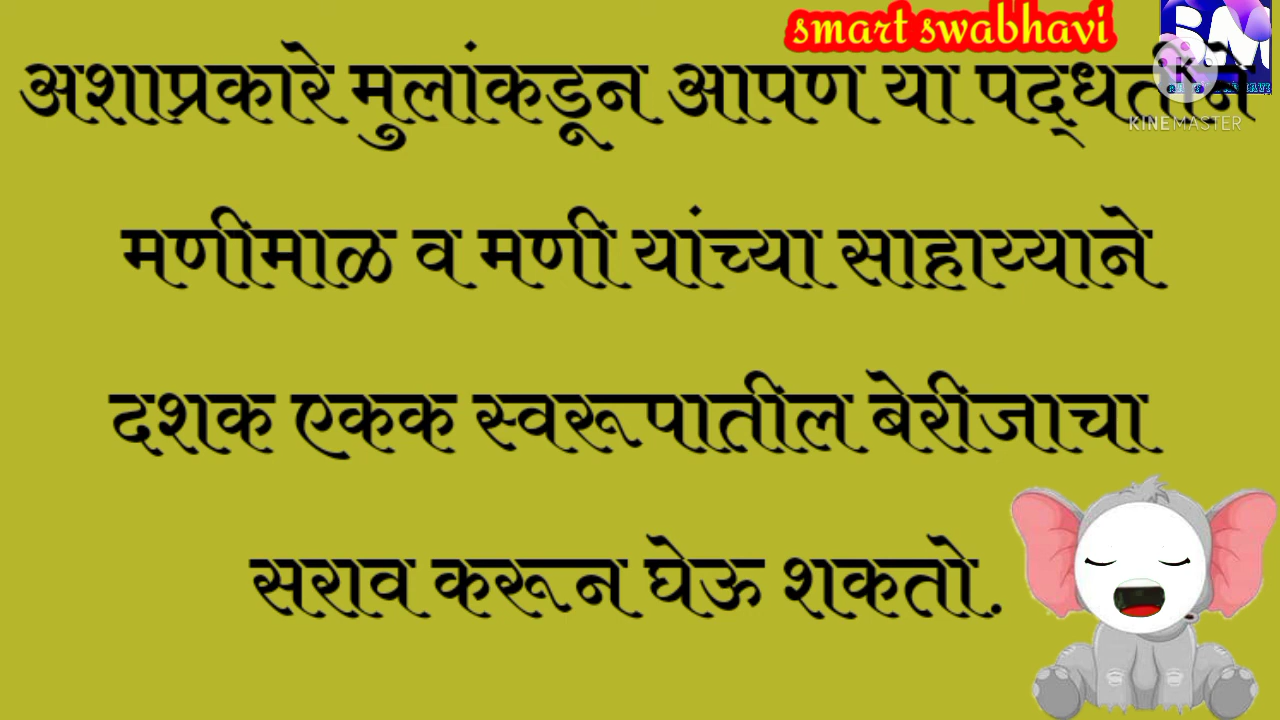 smart swabhavi
अशाप्रकारे मुलांकडून आपण या पद्धतीने
KINEMASTER
मणीमाळ व मणी यांच्या साहाय्याने
दशक एकक स्वरूपातील बेरीजाचा
सराव करून घेऊ शकतो.